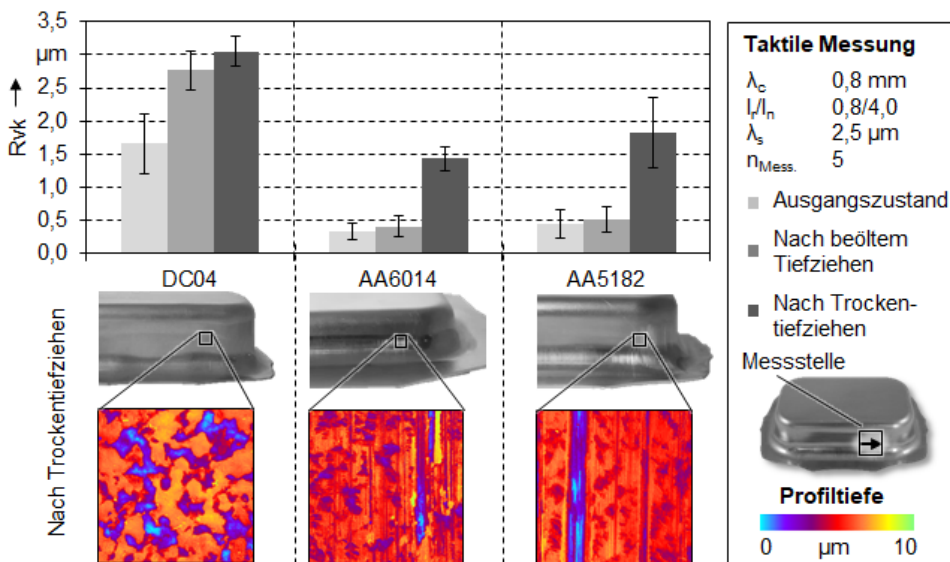 3,5
µm
2,5
2,0
1,5
1,0
0,5
0,0
Rvk
DC04
AA6014
AA5182
Nach Trockentiefziehen
Taktile Messung
λc 0,8 mm
lr/ln 0,8/4,0
λs 2,5 µm
nMess. 5
Ausgangszustand
Nach beöltem
Tiefziehen
Nach Trocken-
tiefziehen
Messstelle
Profiltiefe
0 µm 10